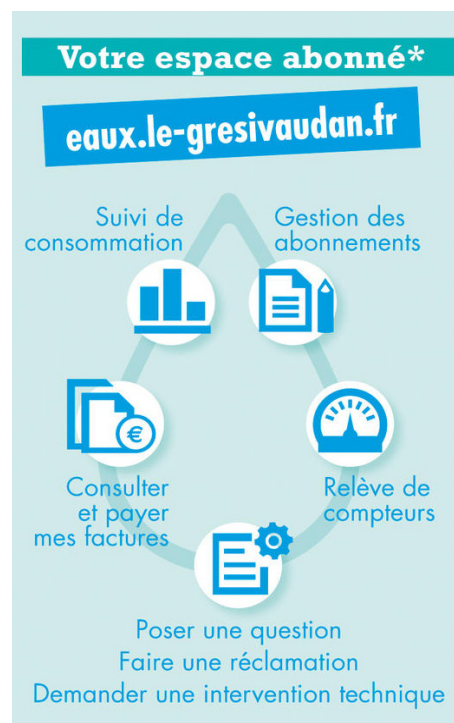 Votre espace abonné*
eaux.le-gresivaudan.fr
Suivi de
consommation
Gestion des
abonnements
€
Consulter
et payer
mes factures
Relève de
compteurs
Poser une question
Faire une réclamation
Demander une intervention technique